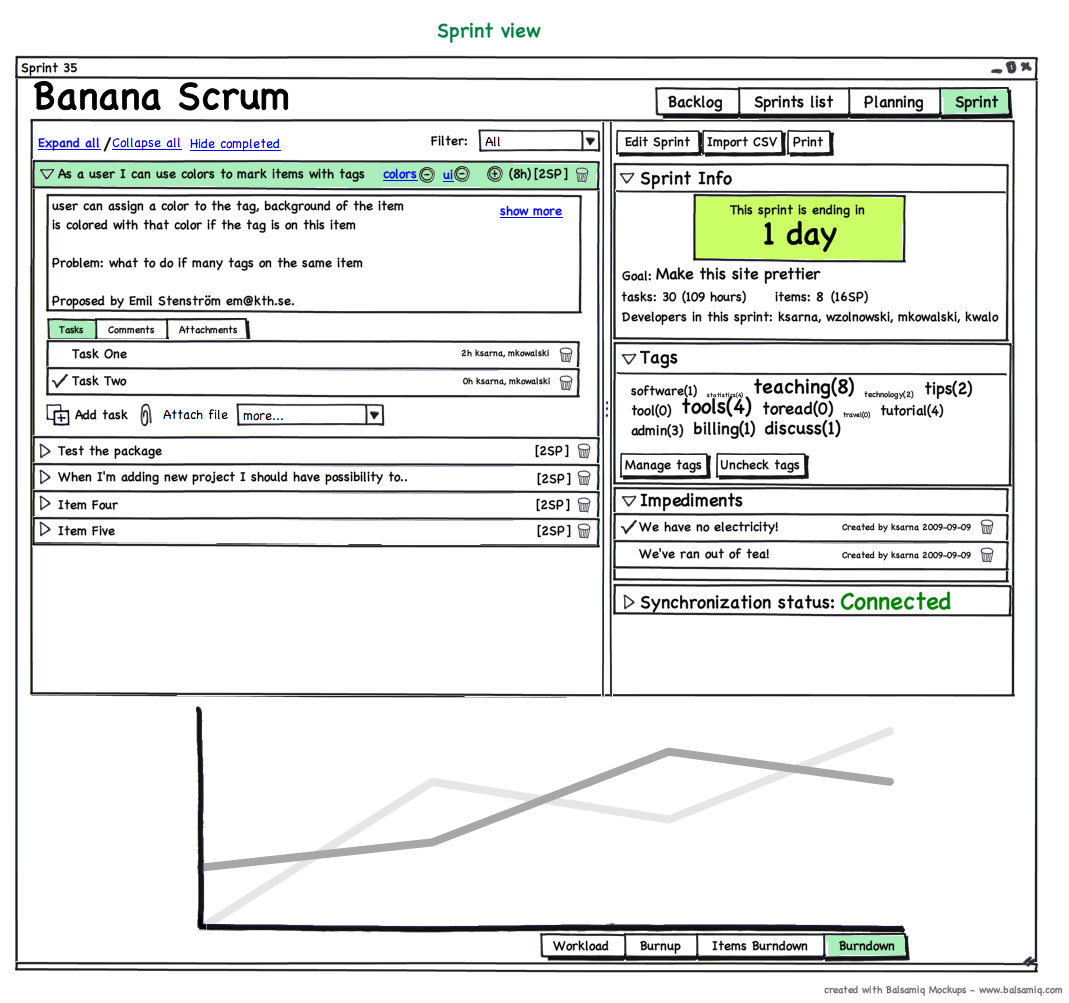 Sprint view
Sprint 35
Banana Scrum
Backlog Sprints list Planning Sprint
Expand all / Collapse all Hide completed Filter: All
As a user I can use colors to mark items with tags colors ui (8h) [2SP]
user can assign a color to the tag, background of the item
is colored with that color if the tag is on this item
show more
Problem: what to do if many tags on the same item
Proposed by Emil Stenström em@kth.se.
Tasks Comments Attachments
Task One 2h ksarna, mkowalski
Task Two 0h ksarna, mkowalski
Add task Attach file more...
Test the package [2SP]
When I'm adding new project I should have possibility to.. [2SP]
Item Four [2SP]
Item Five [2SP]
Edit Sprint Import CSV Print
Sprint Info
This sprint is ending in
1 day
Goal: Make this site prettier
tasks: 30 (109 hours) items: 8 (16SP)
Developers in this sprint: ksarna, wzolnowski, mkowalski, kwalo
Tags
software(1) statistics(4) teaching(8) technology(2) tips(2)
tool(0) tools(4) toread(0) travel(0) tutorial(4)
admin(3) billing(1) discuss(1)
Manage tags Uncheck tags
Impediments
We have no electricity! Created by ksarna 2009-09-09
We've ran out of tea! Created by ksarna 2009-09-09
Synchronization status: Connected
Workload Burnup Items Burndown Burndown
created with Balsamiq Mockups - www.balsamiq.com